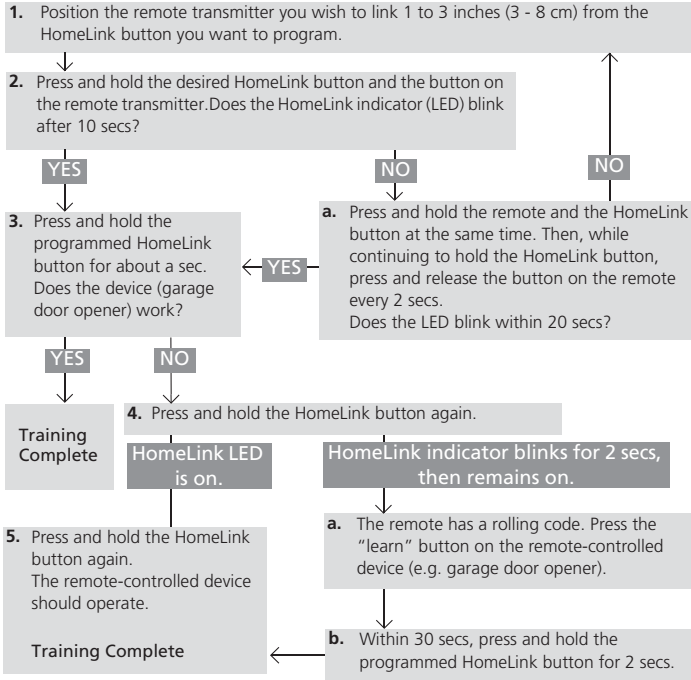 1. Position the remote transmitter you wish to link 1 to 3 inches (3 - 8 cm) from the
HomeLink button you want to program.
2. Press and hold the desired HomeLink button and the button on
the remote transmitter.Does the HomeLink indicator (LED) blink
after 10 secs?
YES
NO
NO
3. Press and hold the
programmed HomeLink
button for about a sec.
Does the device (garage
door opener) work?
YES
a. Press and hold the remote and the HomeLink
button at the same time. Then, while
continuing to hold the HomeLink button,
press and release the button on the remote
every 2 secs.
Does the LED blink within 20 secs?
YES
NO
Training
Complete
4. Press and hold the HomeLink button again.
HomeLink LED
is on.
HomeLink indicator blinks for 2 secs,
then remains on.
a. The remote has a rolling code. Press the
“learn” button on the remote-controlled
device (e.g. garage door opener).
5. Press and hold the HomeLink
button again.
The remote-controlled device
should operate.
Training Complete
b. Within 30 secs, press and hold the
programmed HomeLink button for 2 secs.